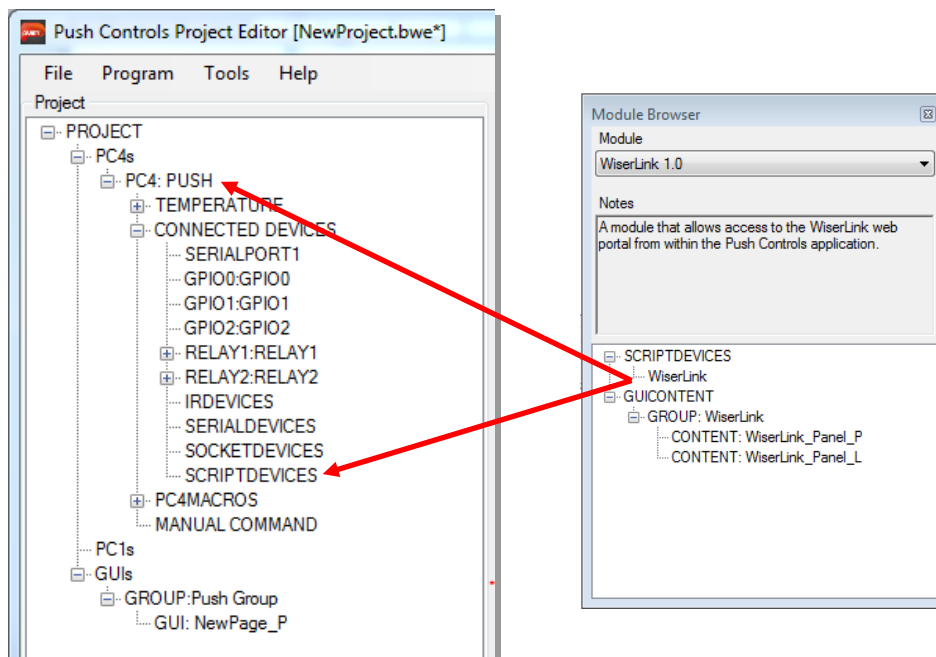 Push Controls Project Editor [NewProject.bwe*]
File Program Tools Help
Project
PROJECT
PC4s
PC4: PUSH
TEMPERATURE
CONNECTED DEVICES
SERIALPORT1
GPIO0:GPIO0
GPIO1:GPIO1
GPIO2:GPIO2
RELAY1:RELAY1
RELAY2:RELAY2
IRDEVICES
SERIALDEVICES
SOCKETDEVICES
SCRIPTDEVICES
PC4MACROS
MANUAL COMMAND
PC1s
GUIs
GROUP:Push Group
GUI: NewPage_P
Module Browser
Module
WiserLink 1.0
Notes
A module that allows access to the WiserLink web
portal from within the Push Controls application.
SCRIPTDEVICES
WiserLink
GUICONTENT
GROUP: WiserLink
CONTENT: WiserLink_Panel_P
CONTENT: WiserLink_Panel_L